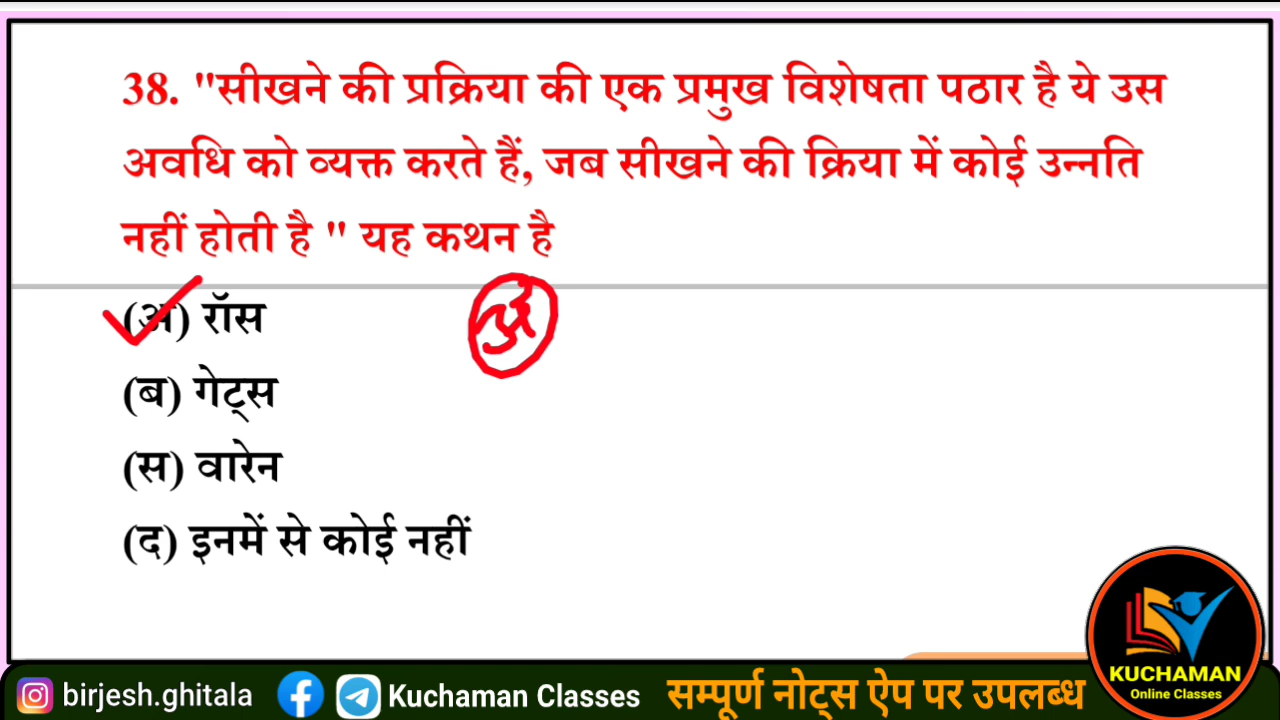 38. "सीखने की प्रक्रिया की एक प्रमुख विशेषता पठार है ये उस
अवधि को व्यक्त करते हैं, जब सीखने की क्रिया में कोई उन्नति
नहीं होती है " यह कथन है
(अ) रॉस
अ
(ब) गेट्स
(स) वारेन
(द) इनमें से कोई नहीं
KUCHAMAN
Online Classes
birjesh.ghitala
Kuchaman Classes
सम्पूर्ण नोट्स ऐप पर उपलब्ध